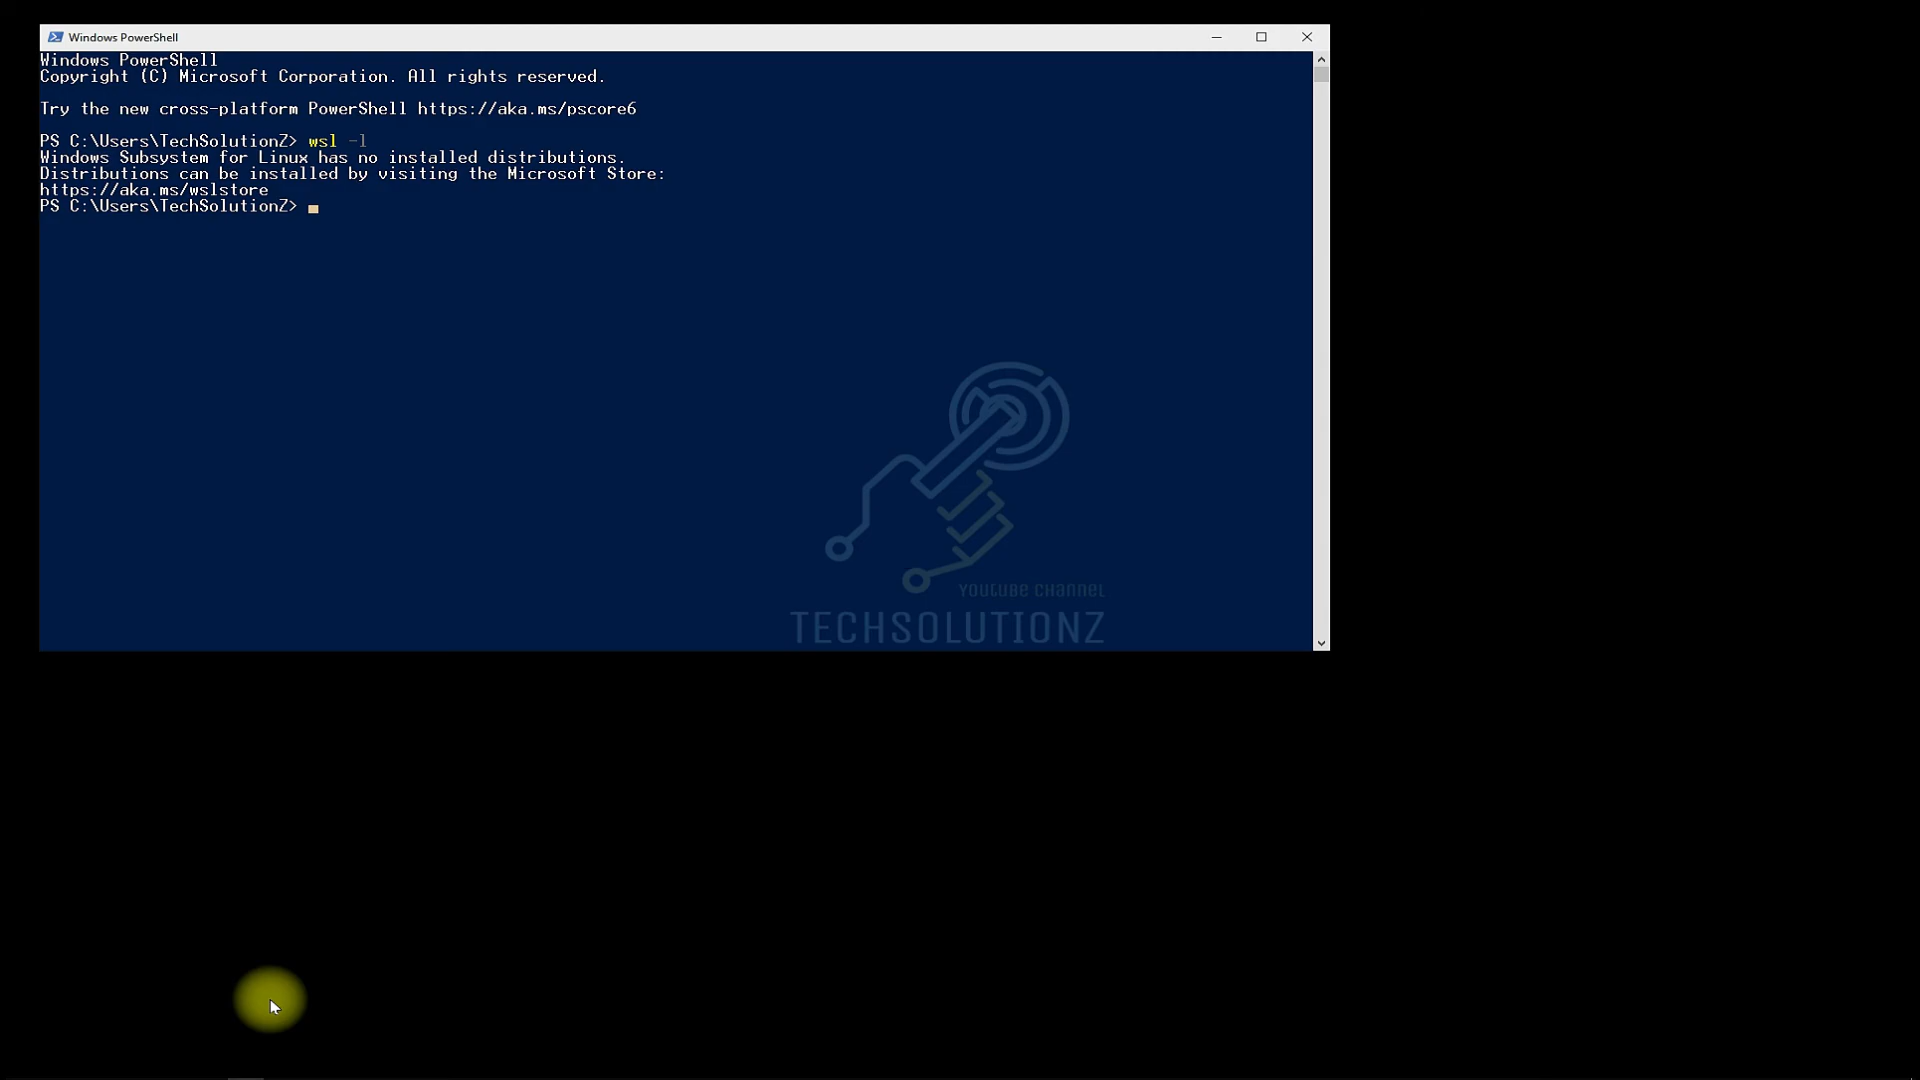 Windows PowerShell
Windows PowerShell
Copyright (C) Microsoft Corporation. All rights reserved.
Try the new cross-platform PowerShell https://aka.ms/pscore6
PS C:\Users\TechSolutionZ> wsl -l
Windows Subsystem for Linux has no installed distributions.
Distributions can be installed by visiting the Microsoft Store:
https://aka.ms/wslstore
PS C:\Users\TechSolutionZ>
YOUTUBE CHANNEL
TECHSOLUTIONZ